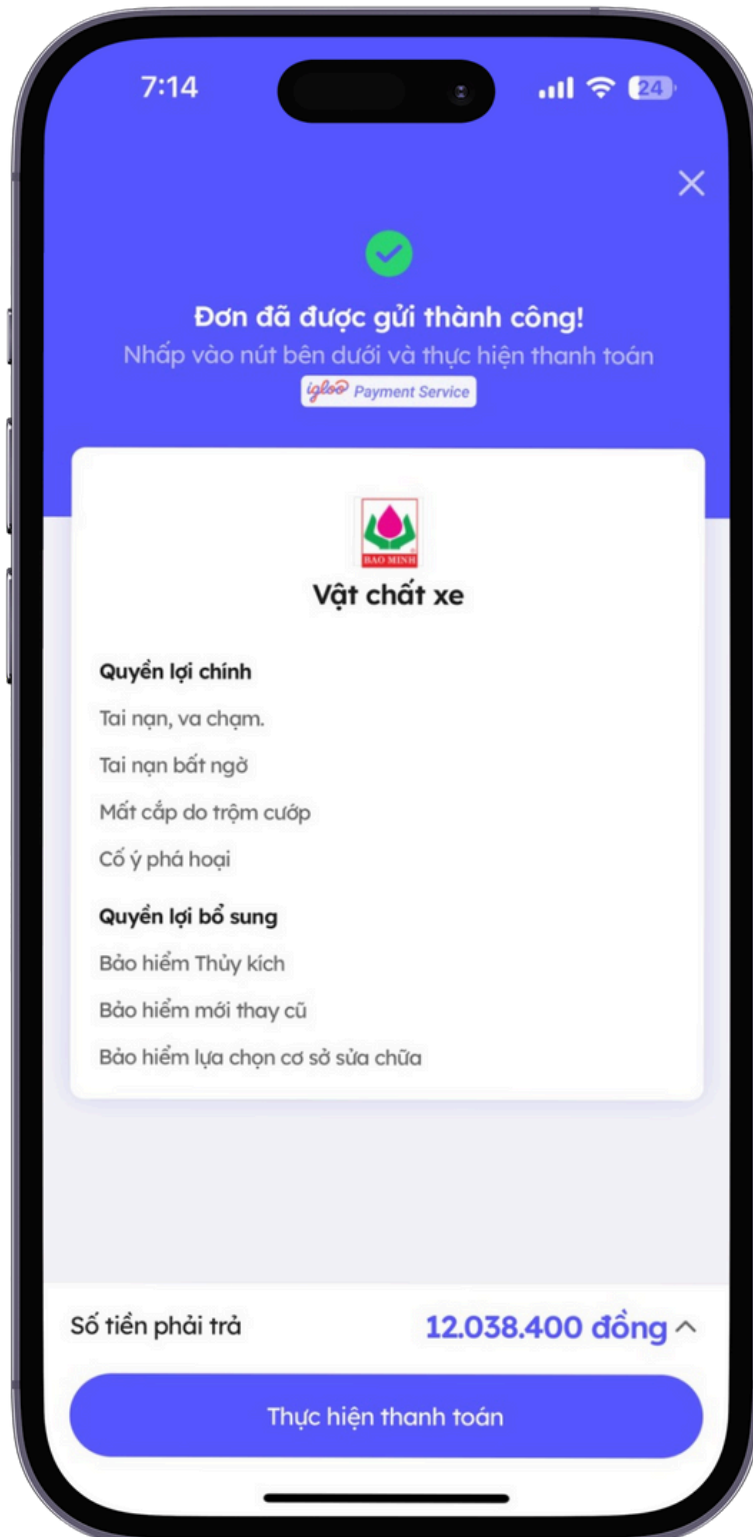 7:14
24
Đơn đã được gửi thành công!
Nhấp vào nút bên dưới và thực hiện thanh toán
igloo Payment Service
BAO MINH
Vật chất xe
Quyền lợi chính
Tai nạn, va chạm.
Tai nạn bất ngờ
Mất cắp do trộm cướp
Cố ý phá hoại
Quyền lợi bổ sung
Bảo hiểm Thủy kích
Bảo hiểm mới thay cũ
Bảo hiểm lựa chọn cơ sở sửa chữa
Số tiền phải trả
12.038.400 đồng
Thực hiện thanh toán